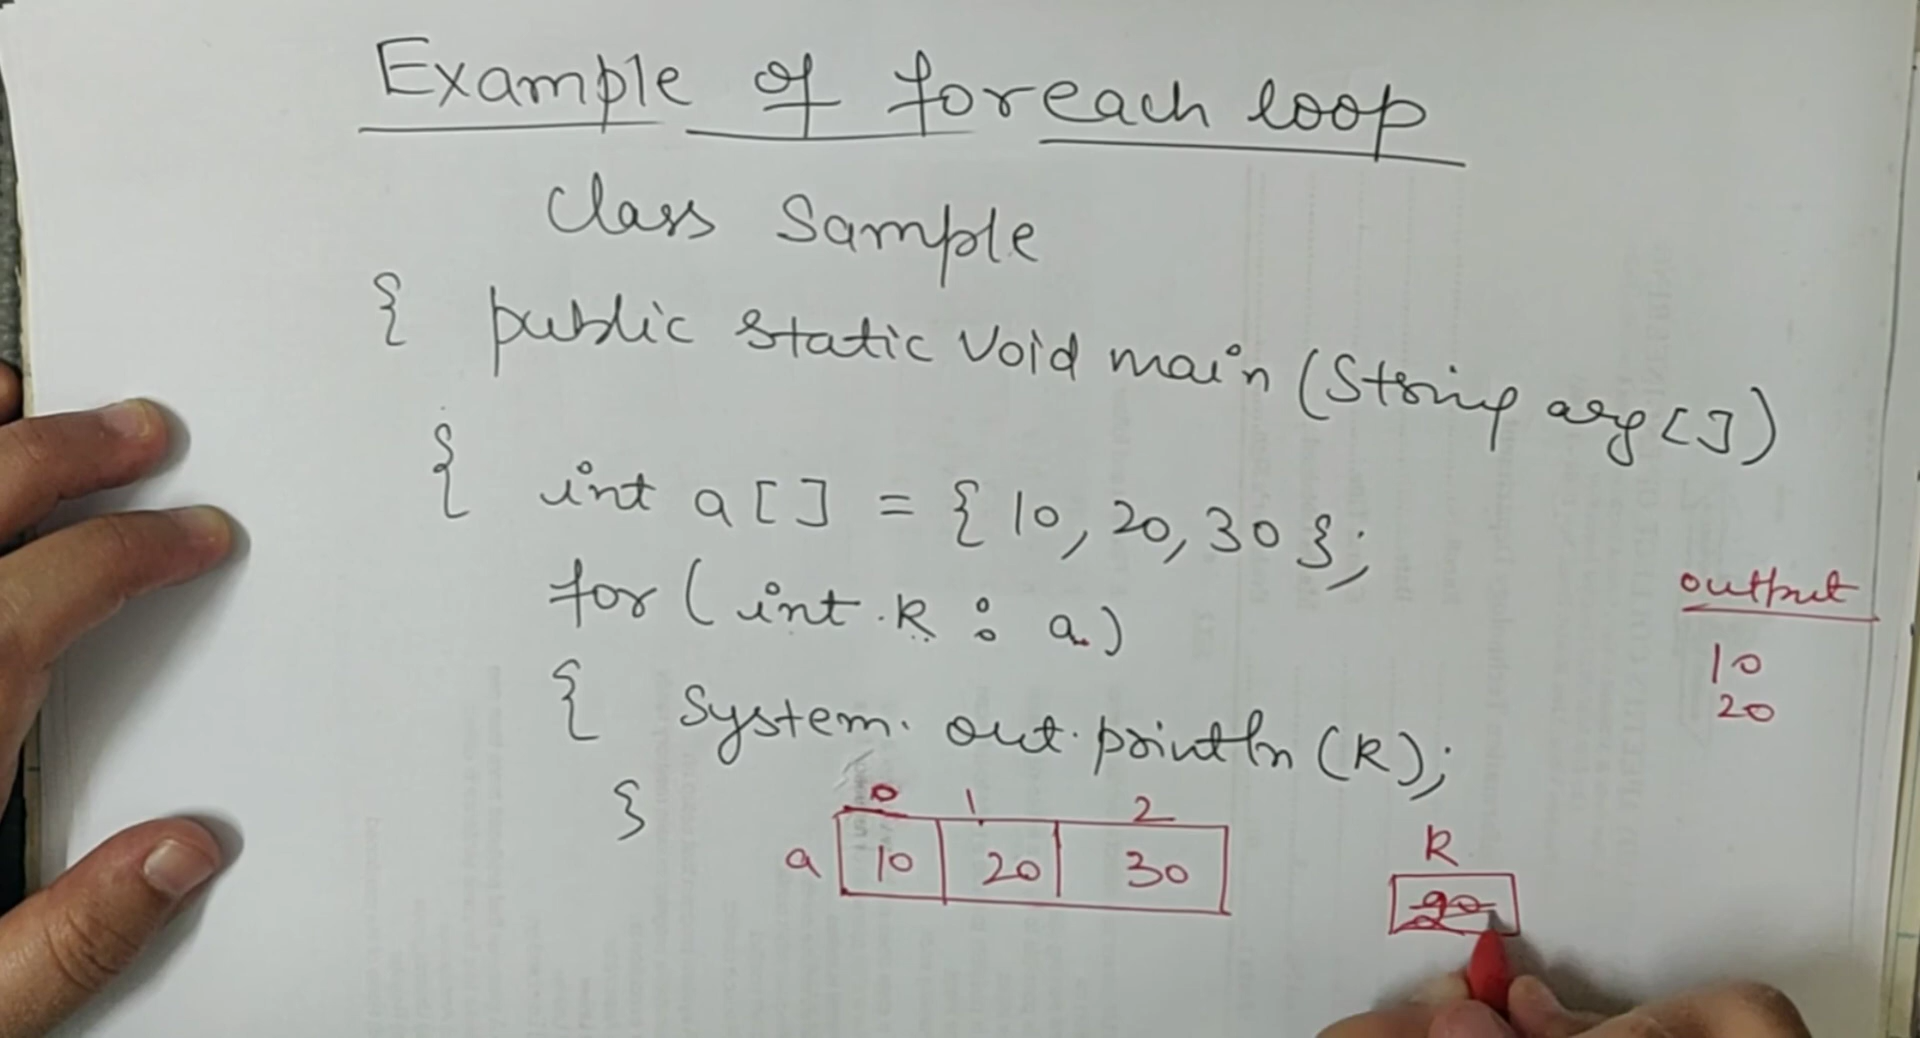 Example of foreach loop
class Sample
{ public static void main (String arg [])
{ int a [] = { 10, 20, 30 };
for (int k : a)
{ System.out.println (k);
}
output
10
20
0 1 2
a 10 20 30
k